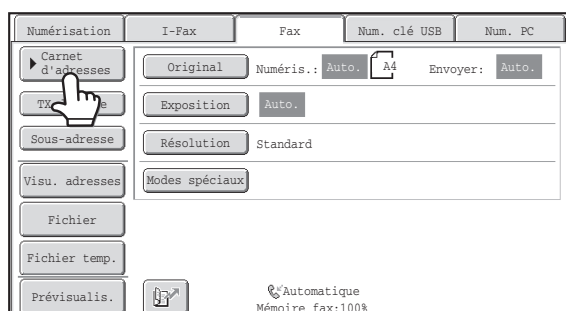 Numérisation I-Fax Fax Num. clé USB Num. PC
Carnet
d'adresses
Original Numéris.: Auto. A4 Envoyer: Auto.
TX e
Exposition Auto.
Sous-adresse
Résolution Standard
Visu. adresses
Modes spéciaux
Fichier
Fichier temp.
Prévisualis.
Automatique
Mémoire fax:100%